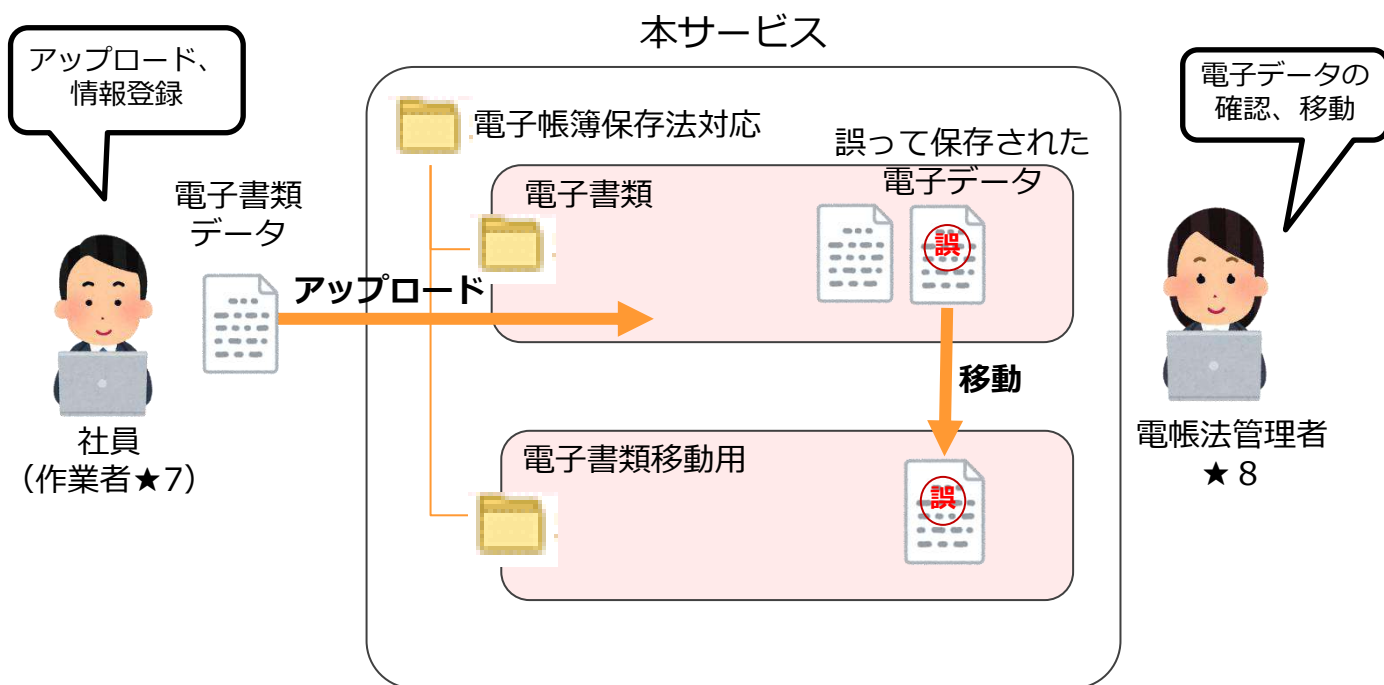 本サービス
アップロード、
情報登録
電子データの
確認、移動
電子帳簿保存法対応
誤って保存された
電子データ
電子書類
電子書類
データ
誤
アップロード
移動
社員
（作業者★7）
電子書類移動用
誤
電帳法管理者
★８